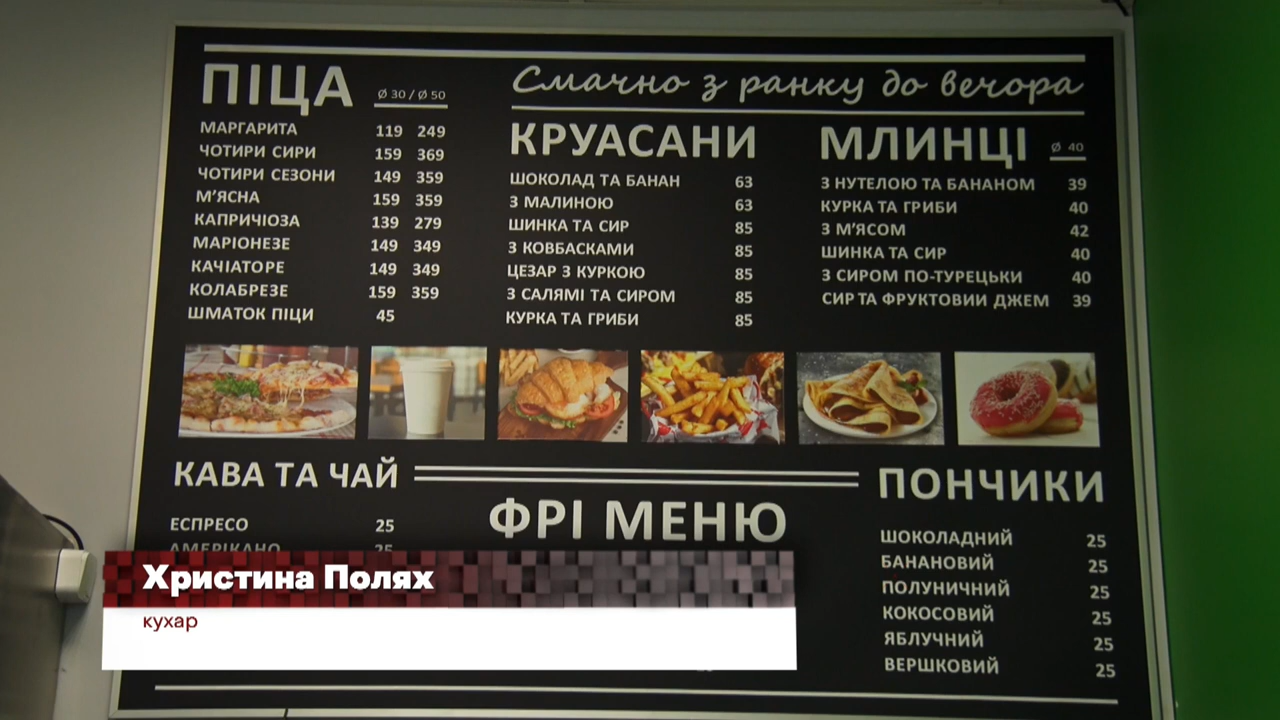 ПІЦА Ø 30 / Ø 50
МАРГАРИТА 119 249
ЧОТИРИ СИРИ 159 369
ЧОТИРИ СЕЗОНИ 149 359
М'ЯСНА 159 359
КАПРИЧІОЗА 139 279
МАРІОНЕЗЕ 149 349
КАЧІАТОРЕ 149 349
КОЛАБРЕЗЕ 159 359
ШМАТОК ПІЦИ 45
Смачно з ранку до вечора
КРУАСАНИ
ШОКОЛАД ТА БАНАН 63
З МАЛИНОЮ 63
ШИНКА ТА СИР 85
З КОВБАСКАМИ 85
ЦЕЗАР З КУРКОЮ 85
З САЛЯМІ ТА СИРОМ 85
КУРКА ТА ГРИБИ 85
МЛИНЦІ Ø 40
З НУТЕЛОЮ ТА БАНАНОМ 39
КУРКА ТА ГРИБИ 40
З М'ЯСОМ 42
ШИНКА ТА СИР 40
З СИРОМ ПО-ТУРЕЦЬКИ 40
СИР ТА ФРУКТОВИИ ДЖЕМ 39
КАВА ТА ЧАЙ
ЕСПРЕСО 25
АМЕРІКАНО 25
ФРІ МЕНЮ
ПОНЧИКИ
ШОКОЛАДНИЙ 25
БАНАНОВИЙ 25
ПОЛУНИЧНИЙ 25
КОКОСОВИЙ 25
ЯБЛУЧНИЙ 25
ВЕРШКОВИЙ 25
Христина Полях
кухар